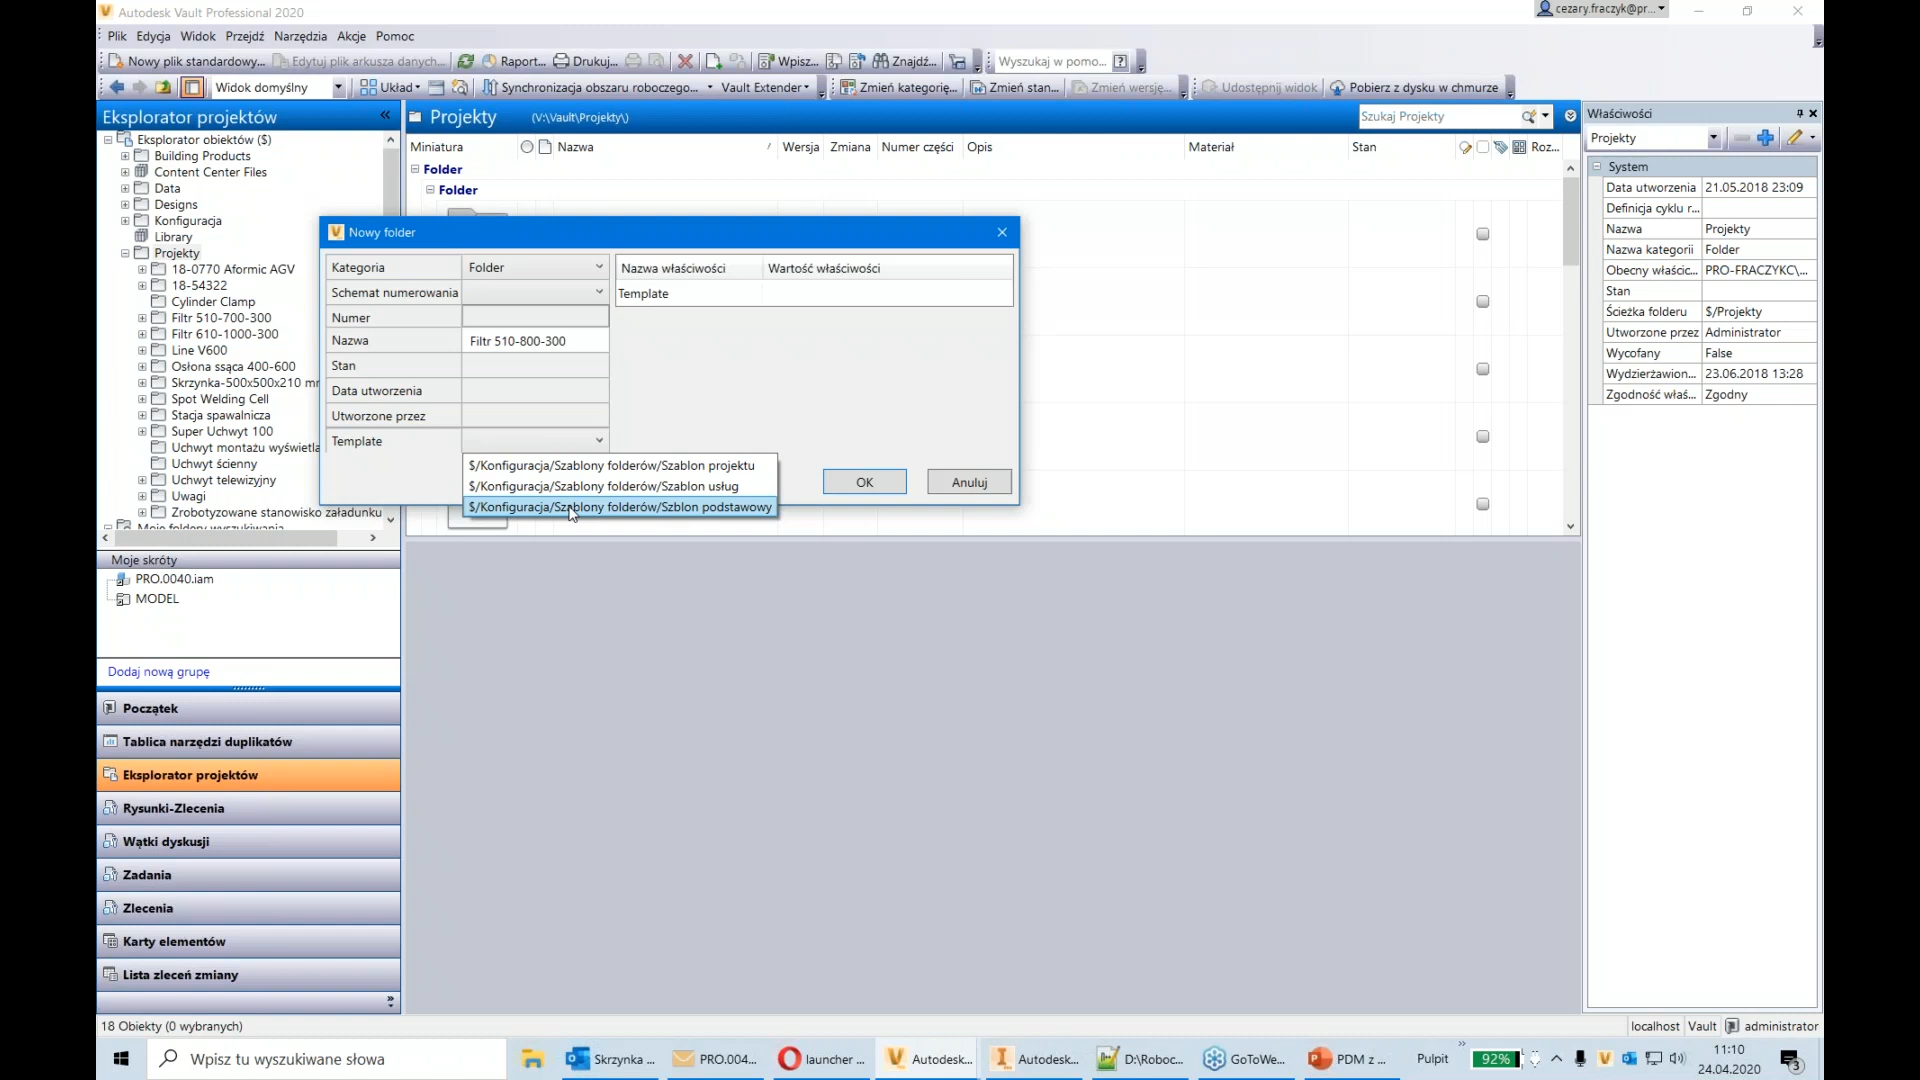 Autodesk Vault Professional 2020
cezary.fraczyk@pr...
Plik Edycja Widok Przejdź Narzędzia Akcje Pomoc
Nowy plik standardowy... Edytuj plik arkusza danych... Raport... Drukuj... Wpisz... Znajdź... Wyszukaj w pomo...
Widok domyślny Układ Synchronizacja obszaru roboczego... Vault Extender Zmień kategorię... Zmień stan... Zmień wersję... Udostępnij widok Pobierz z dysku w chmurze
Eksplorator projektów «
Eksplorator obiektów ($)
Building Products
Content Center Files
Data
Designs
Konfiguracja
Library
Projekty
18-0770 Aformic AGV
18-54322
Cylinder Clamp
Filtr 510-700-300
Filtr 610-1000-300
Line V600
Osłona ssąca 400-600
Skrzynka-500x500x210 mm
Spot Welding Cell
Stacja spawalnicza
Super Uchwyt 100
Uchwyt montażu wyświetla
Uchwyt ścienny
Uchwyt telewizyjny
Uwagi
Zrobotyzowane stanowisko załadunku
Moje foldery wyszukiwania
Moje skróty
PRO.0040.iam
MODEL
Dodaj nową grupę
Początek
Tablica narzędzi duplikatów
Eksplorator projektów
Rysunki-Zlecenia
Wątki dyskusji
Zadania
Zlecenia
Karty elementów
Lista zleceń zmiany
Projekty (V:\Vault\Projekty\)
Szukaj Projekty
Miniatura Nazwa Wersja Zmiana Numer części Opis Materiał Stan Roz...
Folder
Folder
Nowy folder
Kategoria Folder
Schemat numerowania
Numer
Nazwa Filtr 510-800-300
Stan
Data utworzenia
Utworzone przez
Template
$/Konfiguracja/Szablony folderów/Szablon projektu
$/Konfiguracja/Szablony folderów/Szablon usług
$/Konfiguracja/Szablony folderów/Szblon podstawowy
Nazwa właściwości Wartość właściwości
Template
OK Anuluj
Właściwości
Projekty
System
Data utworzenia 21.05.2018 23:09
Definicja cyklu r...
Nazwa Projekty
Nazwa kategorii Folder
Obecny właścic... PRO-FRACZYKC\...
Stan
Ścieżka folderu $/Projekty
Utworzone przez Administrator
Wycofany False
Wydzierżawion... 23.06.2018 13:28
Zgodność właś... Zgodny
18 Obiekty (0 wybranych)
localhost Vault administrator
Wpisz tu wyszukiwane słowa
Skrzynka ... PRO.004... launcher ... Autodesk... Autodesk... D:\Roboc... GoToWe... PDM z ... Pulpit 92% 11:10
24.04.2020
3